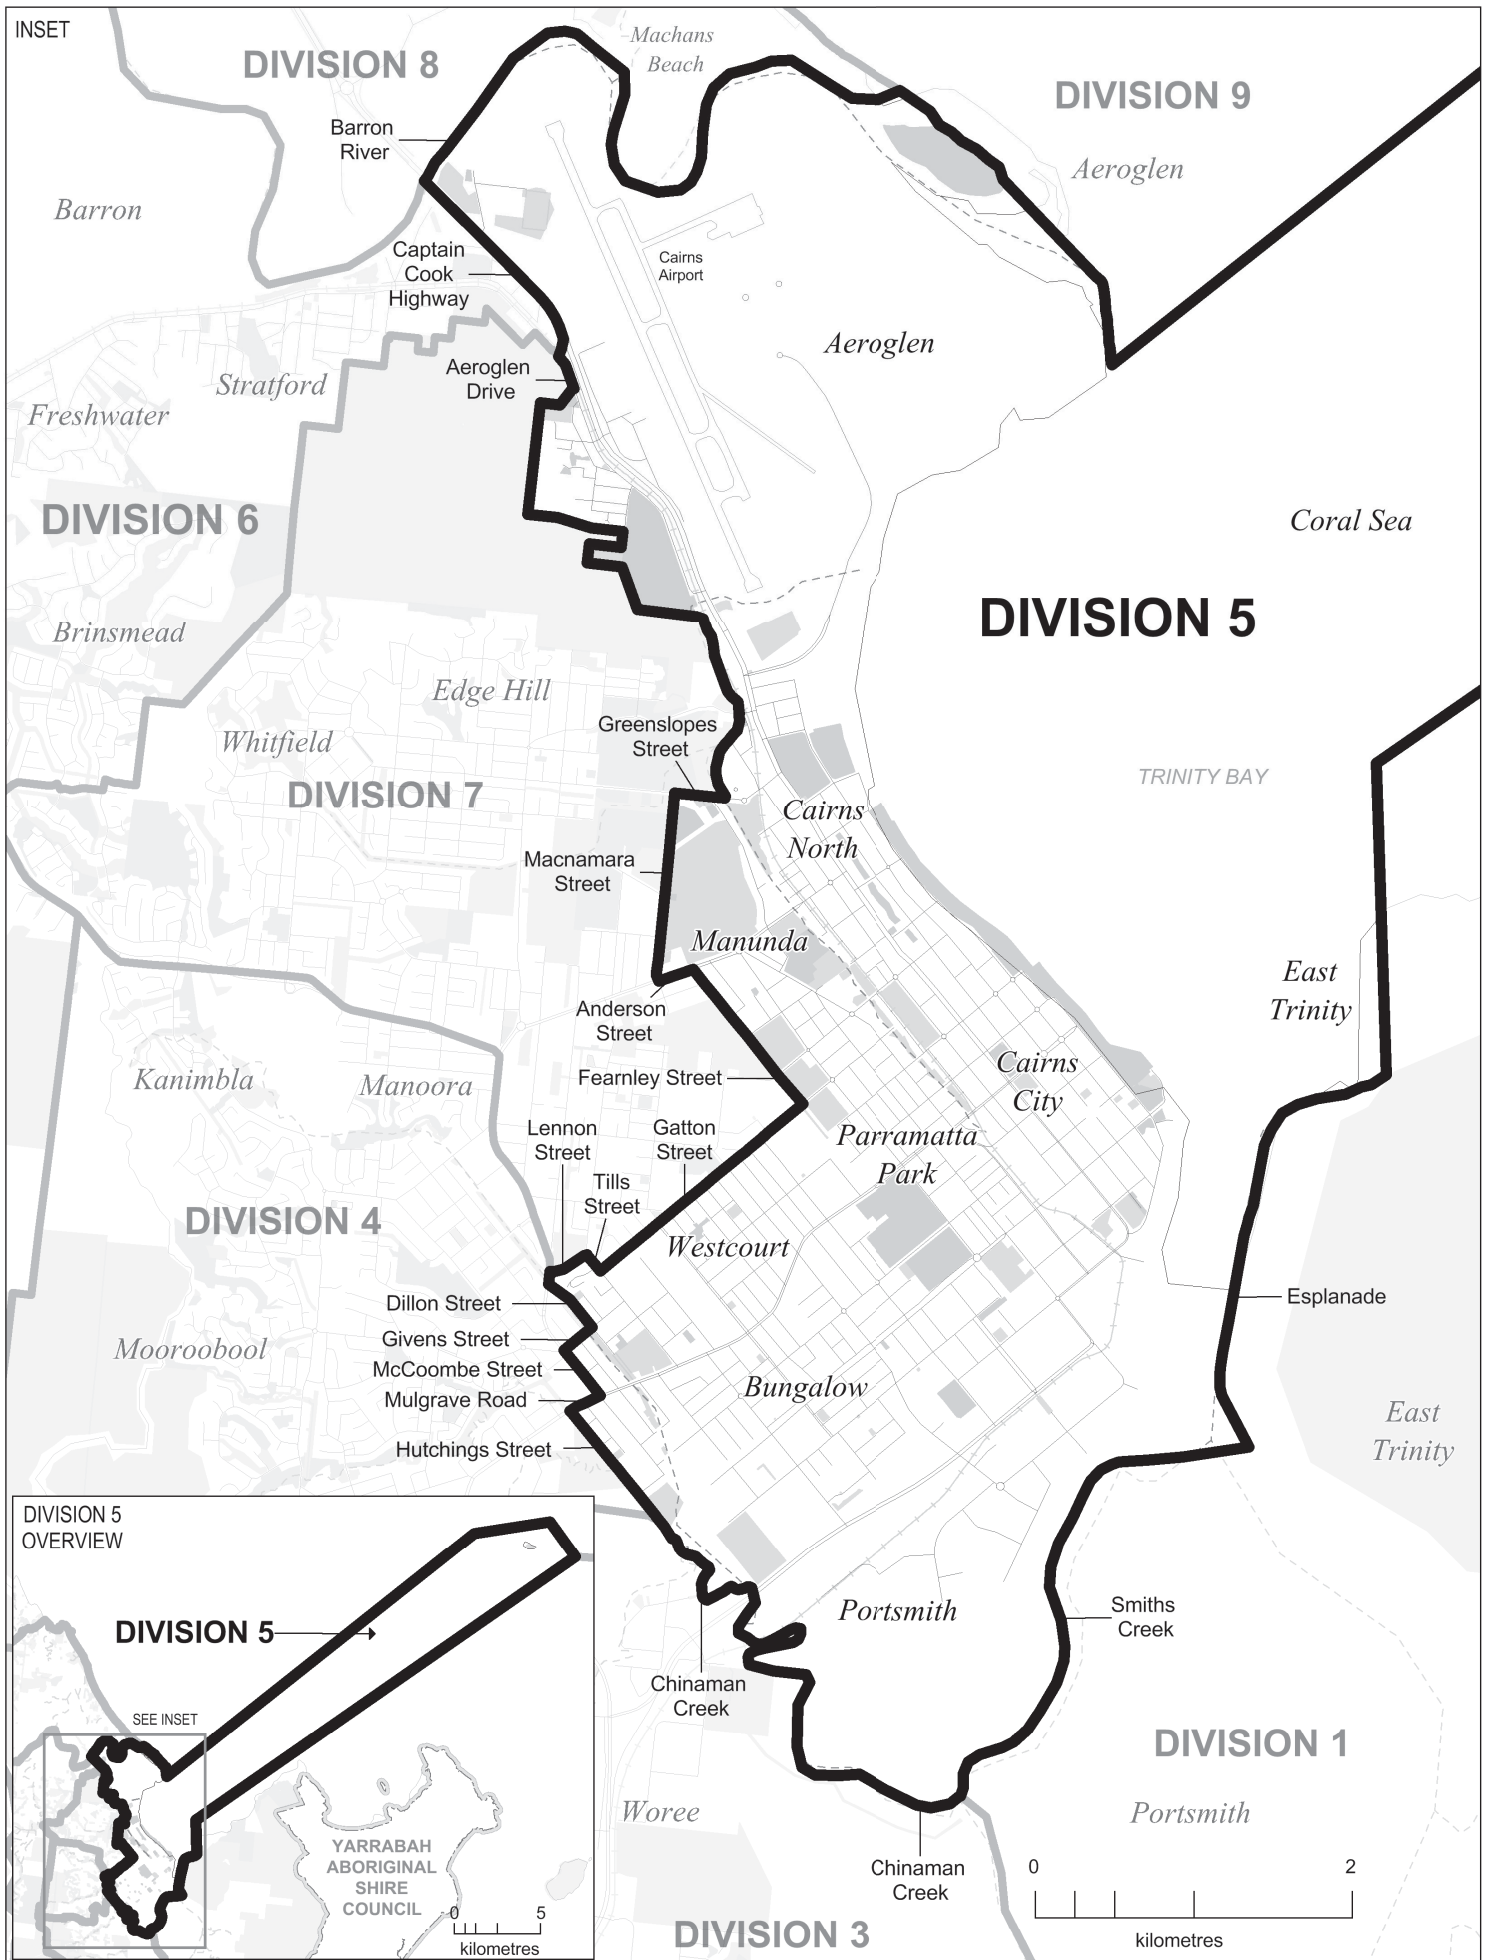 INSET
DIVISION 8
Machans
Beach
DIVISION 9
Barron
River
Aeroglen
Barron
Captain
Cook
Highway
Cairns
Airport
Aeroglen
Aeroglen
Drive
Stratford
Freshwater
DIVISION 6
Coral Sea
DIVISION 5
Brinsmead
Edge Hill
Greenslopes
Street
Whitfield
DIVISION 7
TRINITY BAY
Cairns
North
Macnamara
Street
Manunda
East
Trinity
Anderson
Street
Kanimbla
Manoora
Fearnley Street
Cairns
City
Lennon
Street
Gatton
Street
Parramatta
Park
Tills
Street
DIVISION 4
Westcourt
Dillon Street
Esplanade
Givens Street
Mooroobool
McCoombe Street
Mulgrave Road
Bungalow
East
Trinity
Hutchings Street
DIVISION 5
OVERVIEW
DIVISION 5
SEE INSET
YARRABAH
ABORIGINAL
SHIRE
COUNCIL
0 5
kilometres
Portsmith
Smiths
Creek
Chinaman
Creek
DIVISION 1
Woree
Portsmith
Chinaman
Creek
0 2
kilometres
DIVISION 3